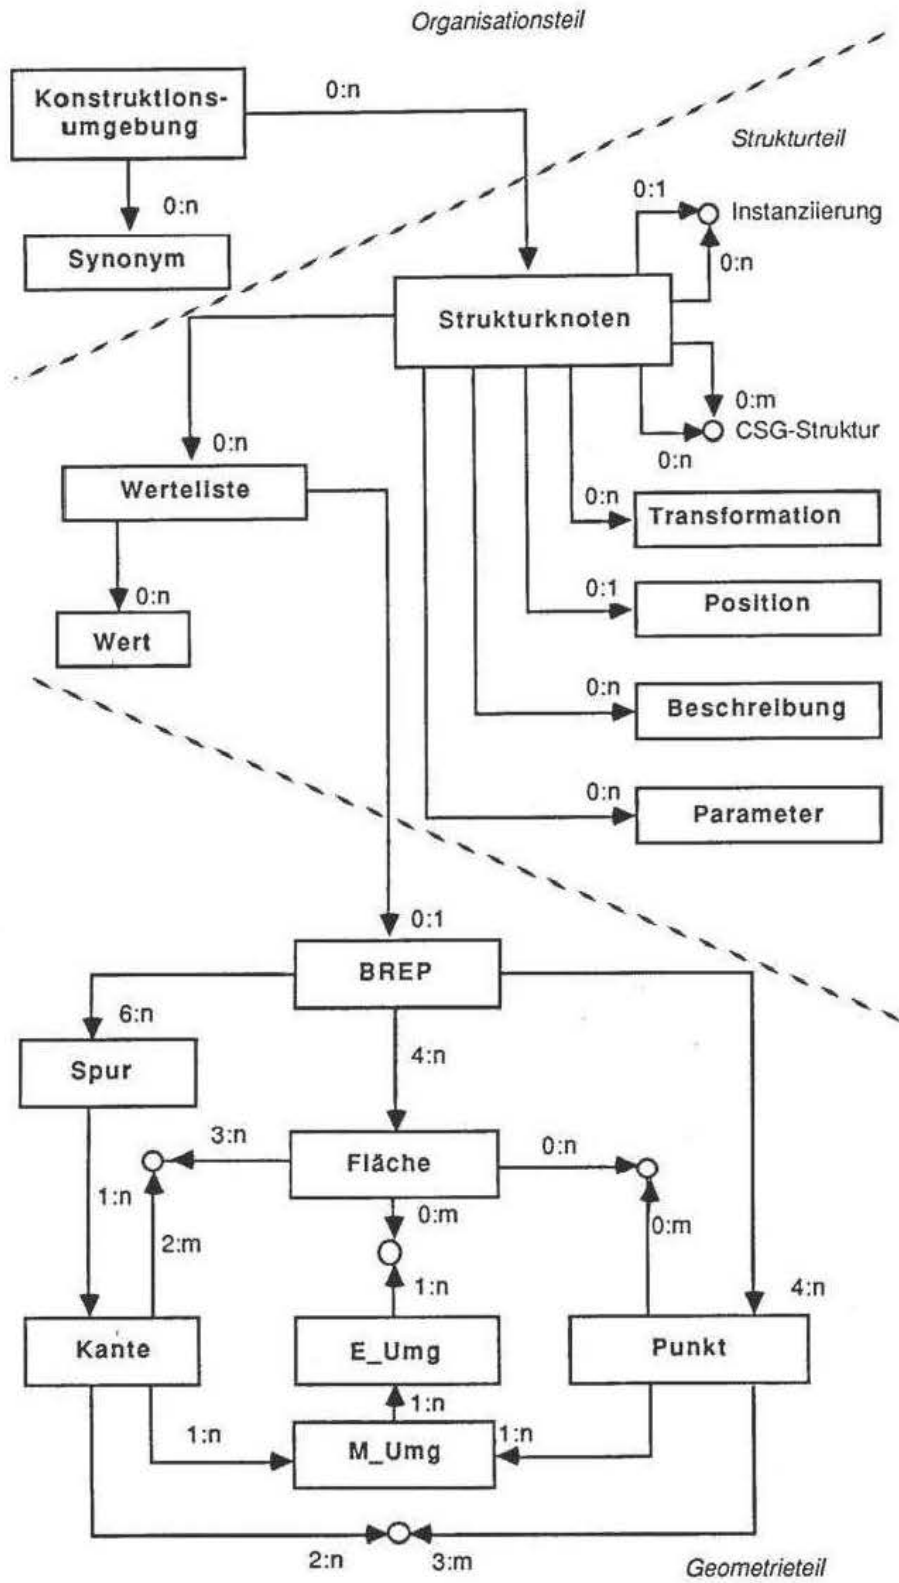 Organisationsteil
Konstruktions-
umgebung
0:n
Strukturteil
0:n
0:1
Instanziierung
Synonym
0:n
Strukturknoten
0:m
CSG-Struktur
0:n
0:n
Werteliste
0:n
Transformation
0:n
Wert
0:1
Position
0:n
Beschreibung
0:n
Parameter
0:1
BREP
6:n
4:n
Spur
3:n
Fläche
0:n
1:n
0:m
0:m
2:m
1:n
4:n
Kante
E_Umg
Punkt
1:n
1:n
M_Umg
1:n
2:n
3:m
Geometrieteil